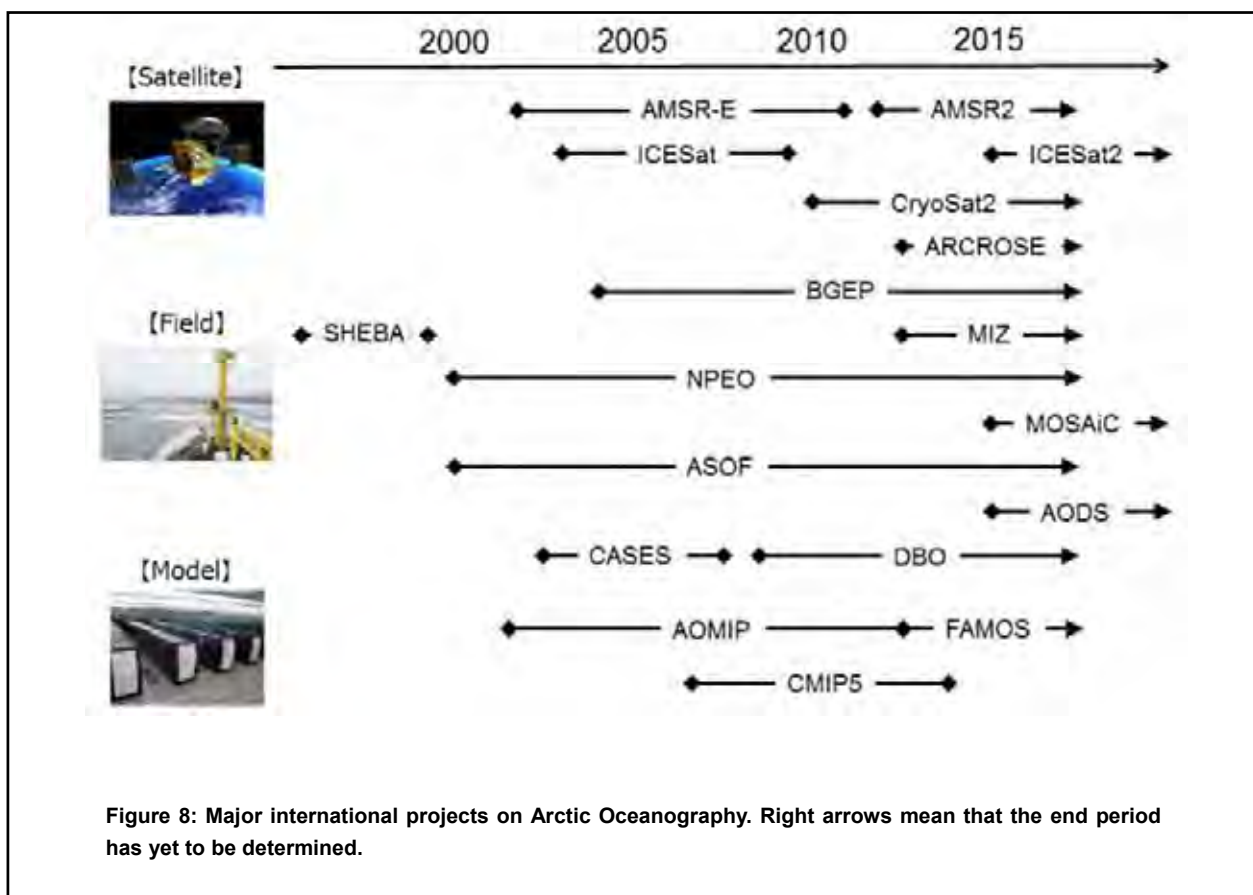 2000 2005 2010 2015
【Satellite】
AMSR-E AMSR2
ICESat ICESat2
CryoSat2
ARCROSE
BGEP
【Field】
SHEBA MIZ
NPEO
MOSAiC
ASOF
AODS
CASES DBO
【Model】
AOMIP FAMOS
CMIP5
Figure 8: Major international projects on Arctic Oceanography. Right arrows mean that the end period
has yet to be determined.